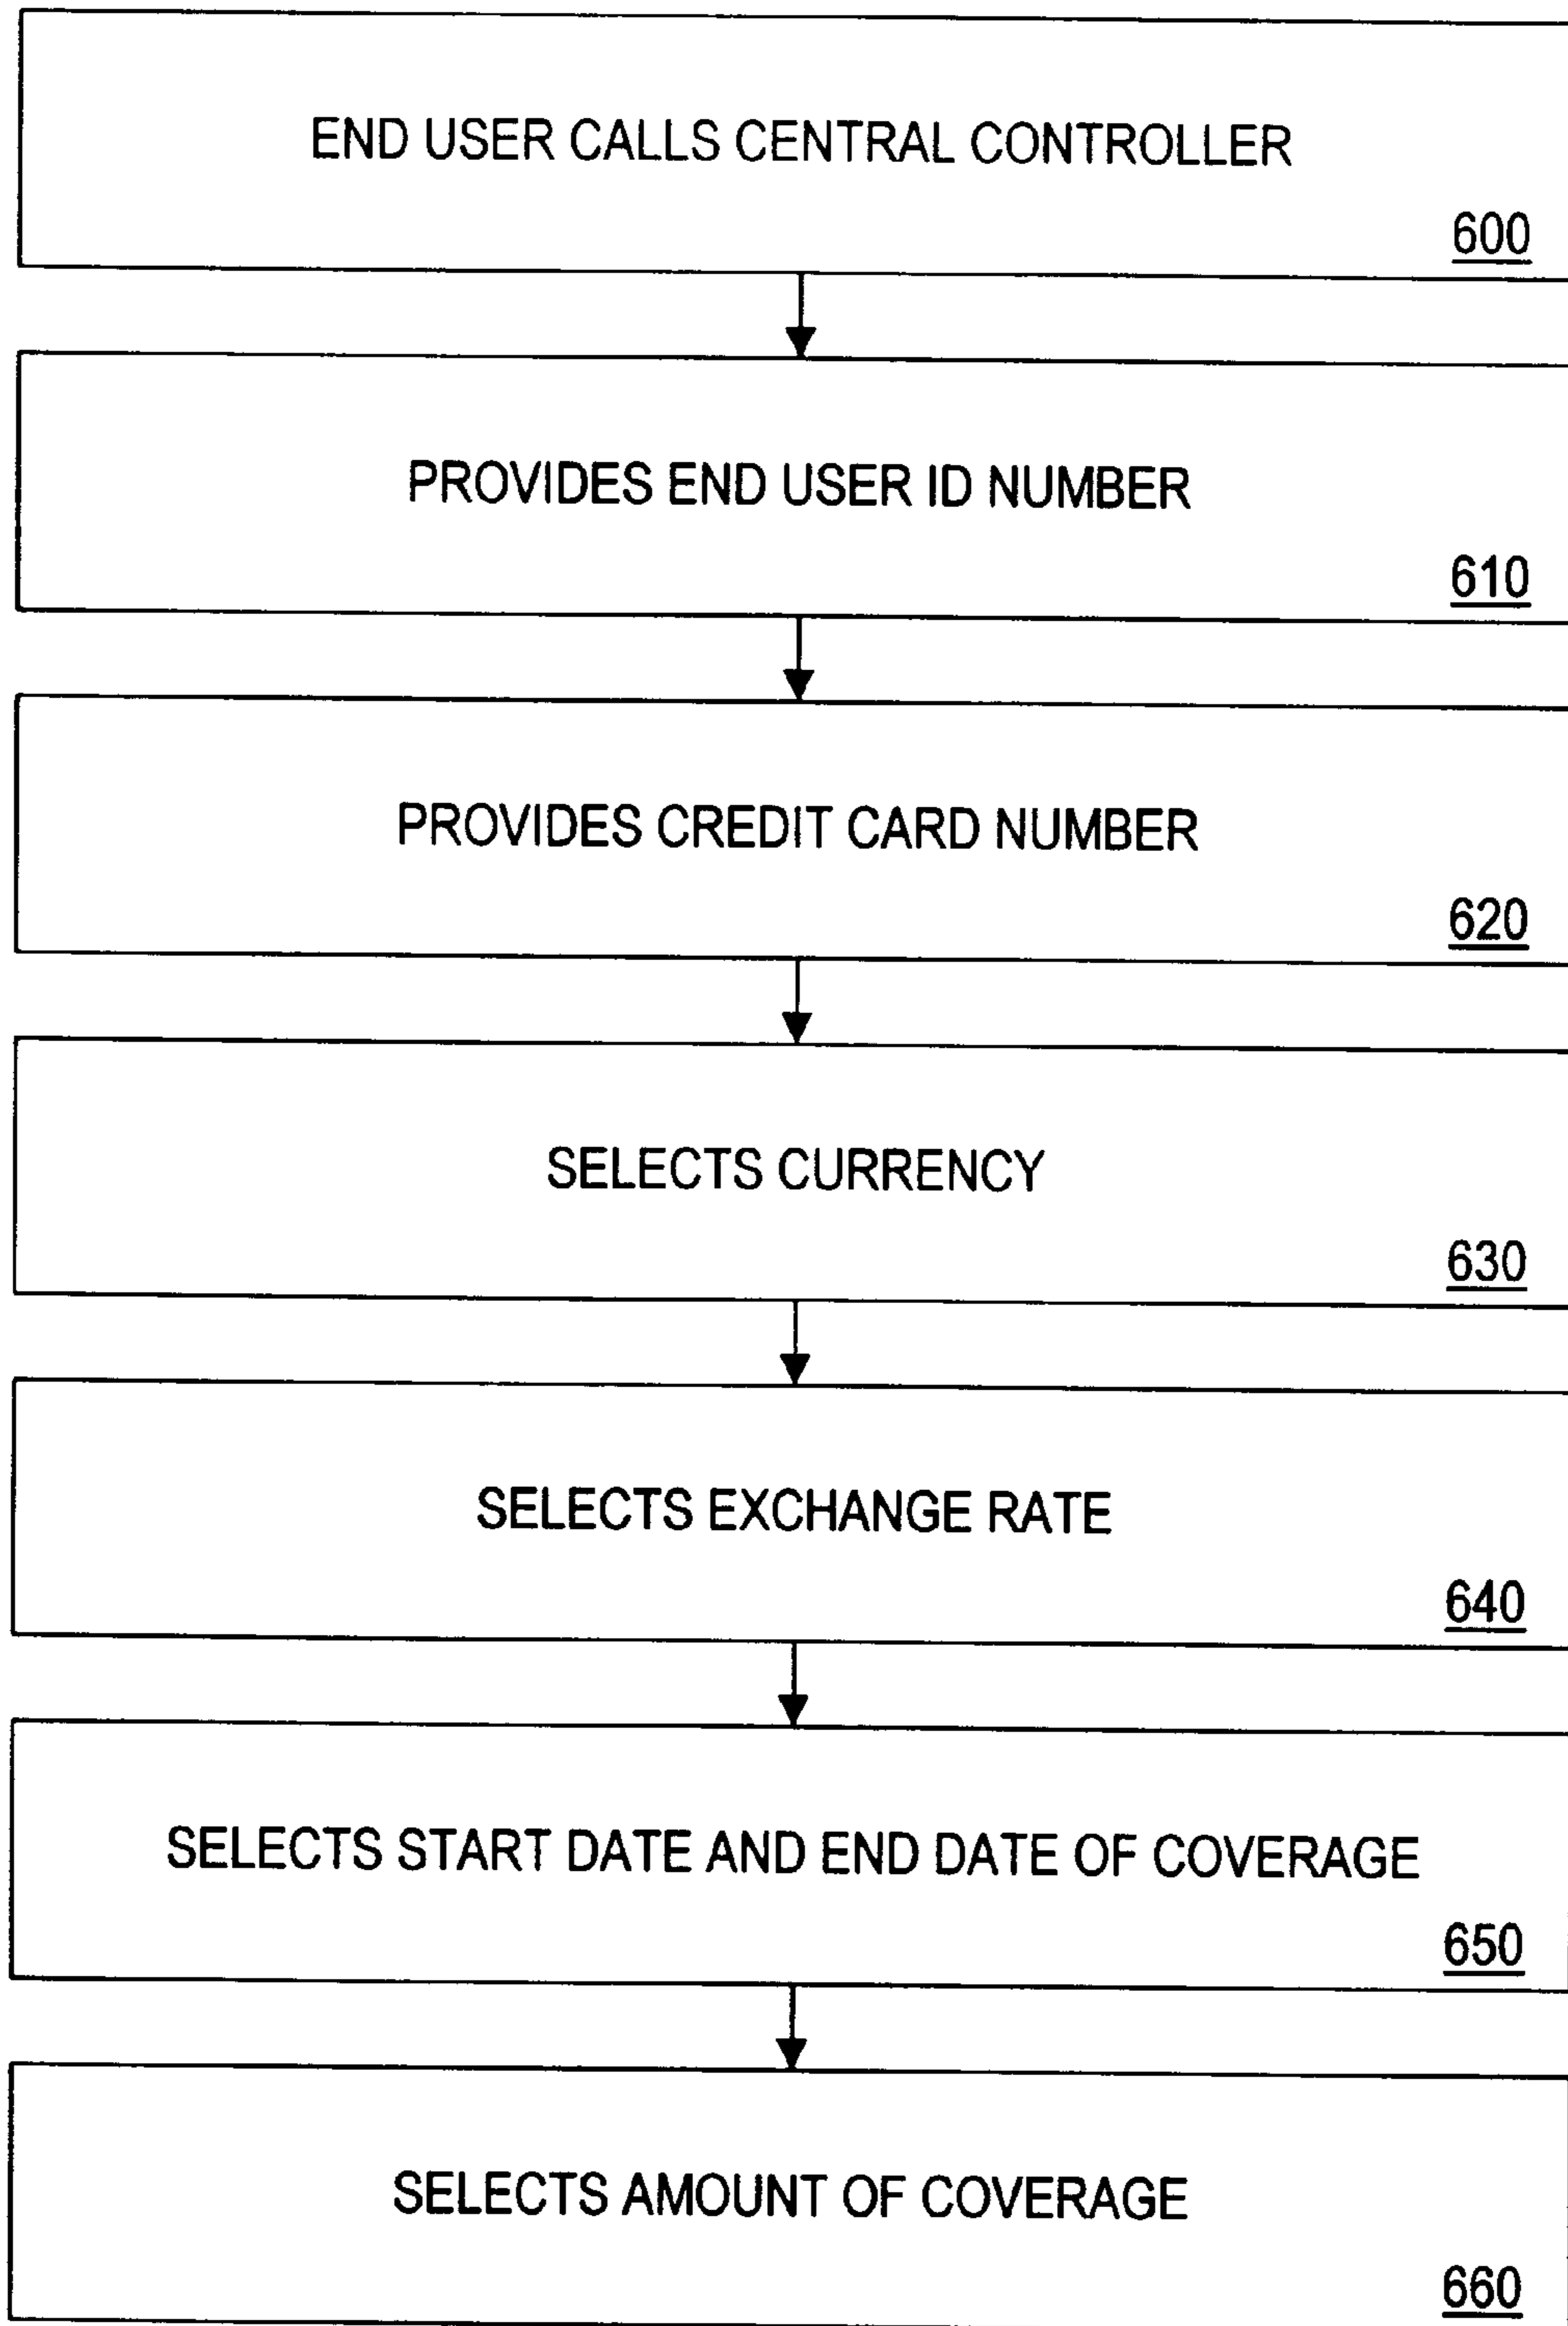 END USER CALLS CENTRAL CONTROLLER
600
PROVIDES END USER ID NUMBER
610
PROVIDES CREDIT CARD NUMBER
620
SELECTS CURRENCY
630
SELECTS EXCHANGE RATE
640
SELECTS START DATE AND END DATE OF COVERAGE
650
SELECTS AMOUNT OF COVERAGE
660